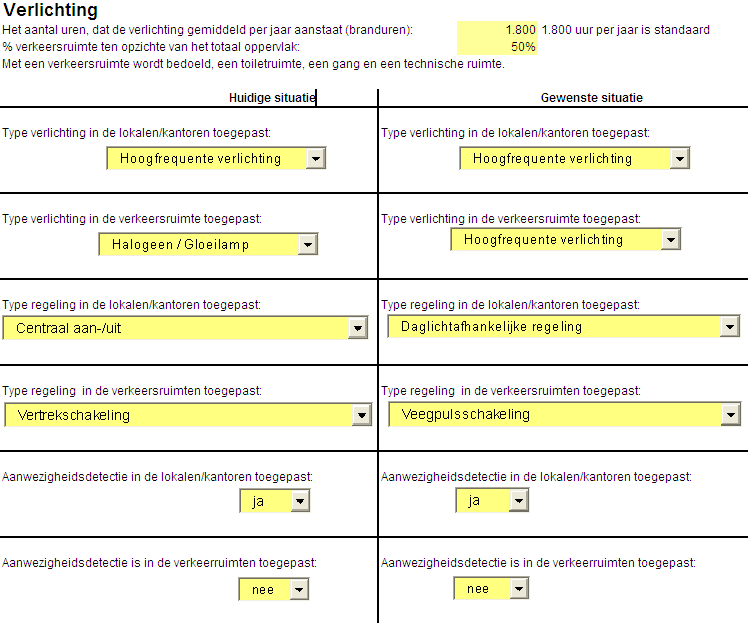 Verlichting
Het aantal uren, dat de verlichting gemiddeld per jaar aanstaat (branduren): 1.800 1.800 uur per jaar is standaard
% verkeersruimte ten opzichte van het totaal oppervlak: 50%
Met een verkeersruimte wordt bedoeld, een toiletruimte, een gang en een technische ruimte.
Huidige situatie Gewenste situatie
Type verlichting in de lokalen/kantoren toegepast: Type verlichting in de lokalen/kantoren toegepast:
Hoogfrequente verlichting Hoogfrequente verlichting
Type verlichting in de verkeersruimte toegepast: Type verlichting in de verkeersruimte toegepast:
Halogeen / Gloeilamp Hoogfrequente verlichting
Type regeling in de lokalen/kantoren toegepast: Type regeling in de lokalen/kantoren toegepast:
Centraal aan-/uit Daglichtafhankelijke regeling
Type regeling in de verkeersruimten toegepast: Type regeling in de verkeersruimten toegepast:
Vertrekschakeling Veegpulsschakeling
Aanwezigheidsdetectie in de lokalen/kantoren toegepast: Aanwezigheidsdetectie in de lokalen/kantoren toegepast:
ja ja
Aanwezigheidsdetectie is in de verkeerruimten toegepast: Aanwezigheidsdetectie is in de verkeerruimten toegepast:
nee nee